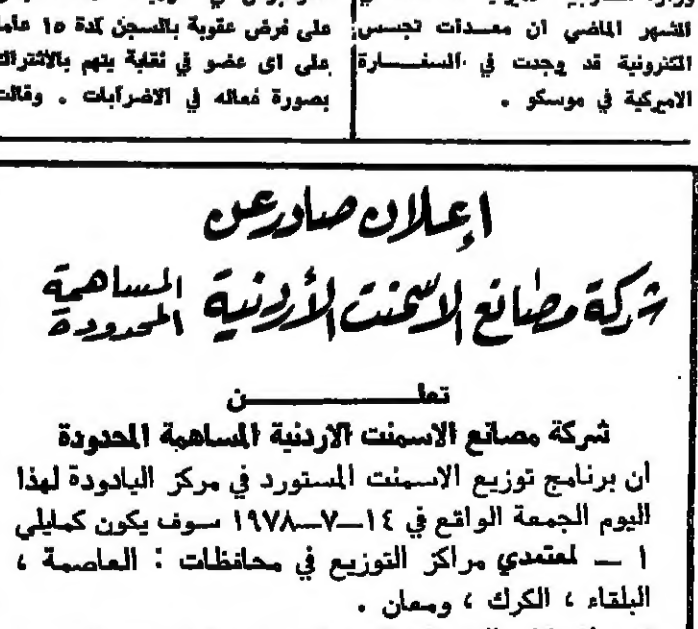 الشهر الماضي ان معدات تجسس
الكترونية قد وجدت في السفارة
الاميركية في موسكو .
على فرض عقوبة بالسجن لمدة ١٥ عاما
على اى عضو في نقابة يتهم بالاشتراك
بصورة فعاله في الاضرابات . وقالت
إعلان صادر عن
شركة مصانع الاسمنت الأردنية المساهمة المحدودة
تعلن
شركة مصانع الاسمنت الاردنية المساهمة المحدودة
ان برنامج توزيع الاسمنت المستورد في مركز اليادودة لهذا
اليوم الجمعة الواقع في ١٤—٧—١٩٧٨ سوف يكون كمايلي
١ — لمعتمدي مراكز التوزيع في محافظات : العاصمة ،
البلقاء ، الكرك ، ومعان .